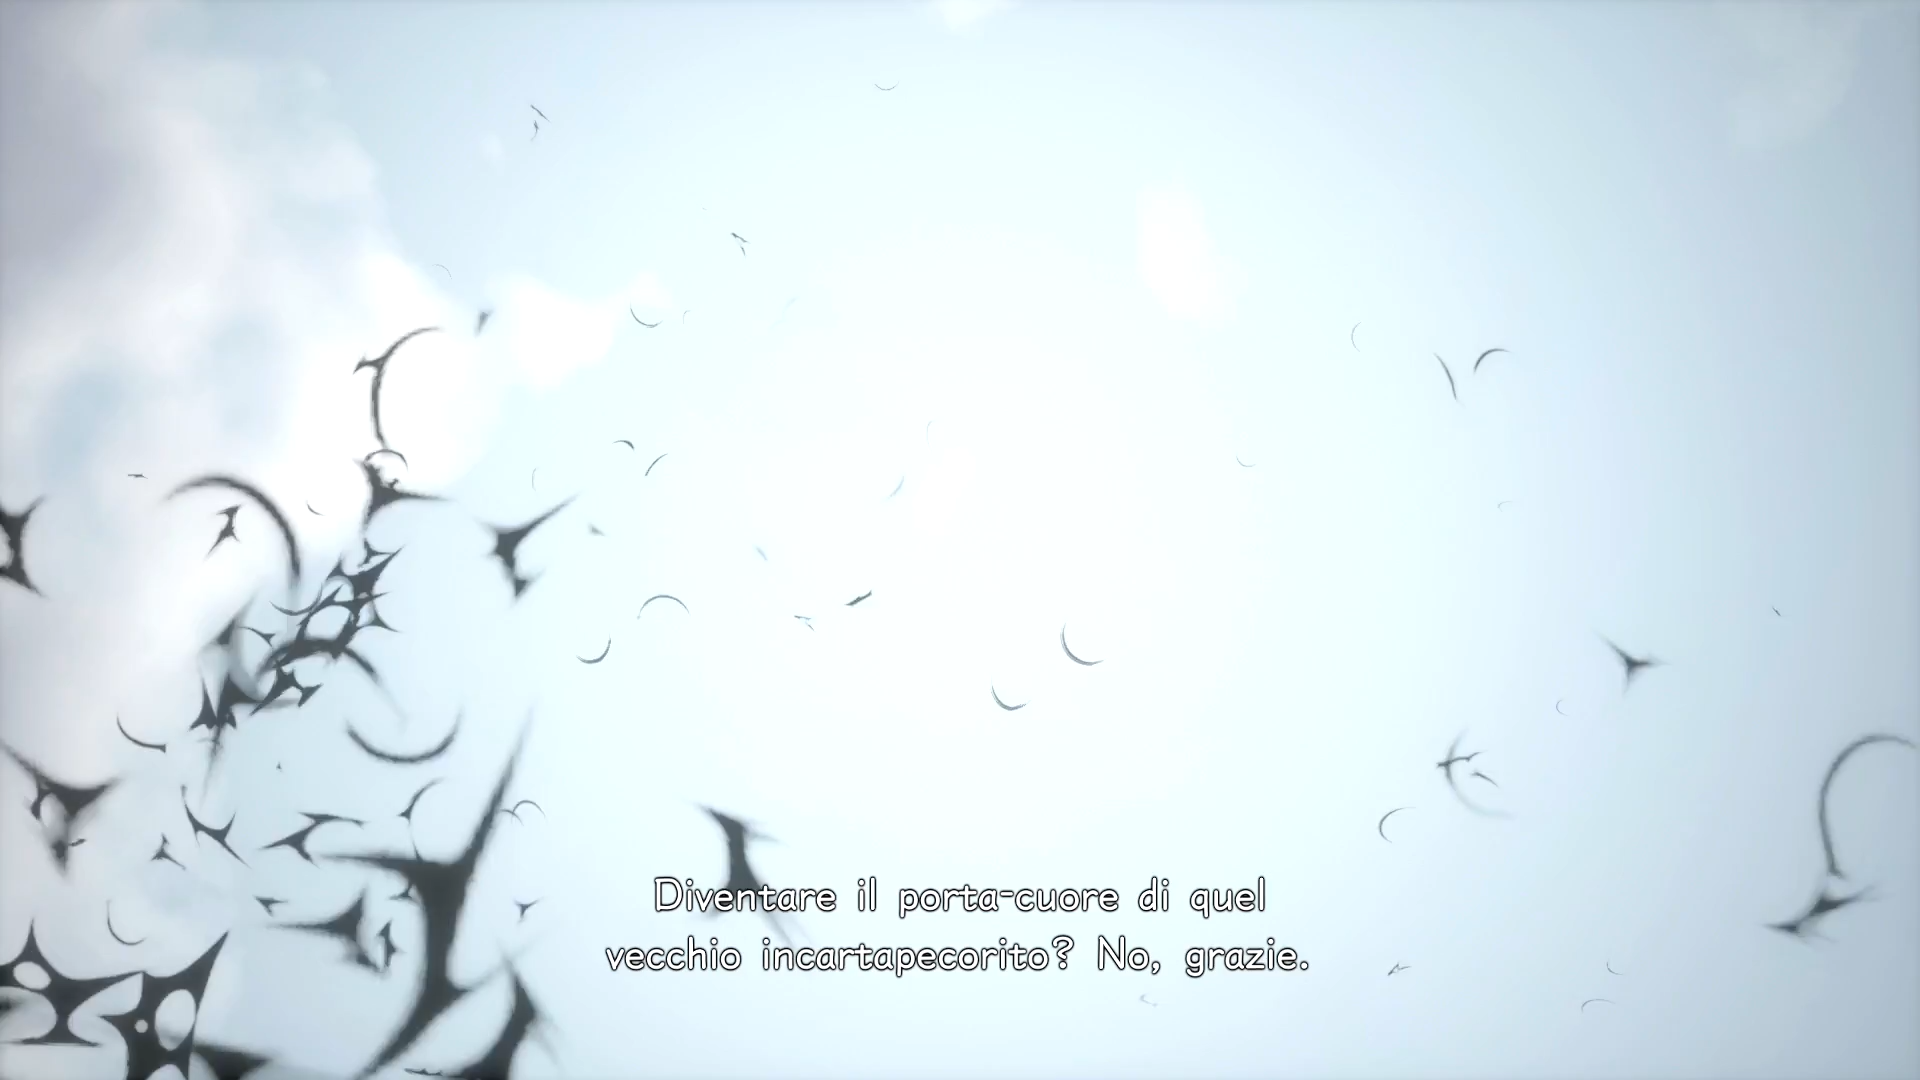 Diventare il porta-cuore di quel
vecchio incartapecorito? No, grazie.